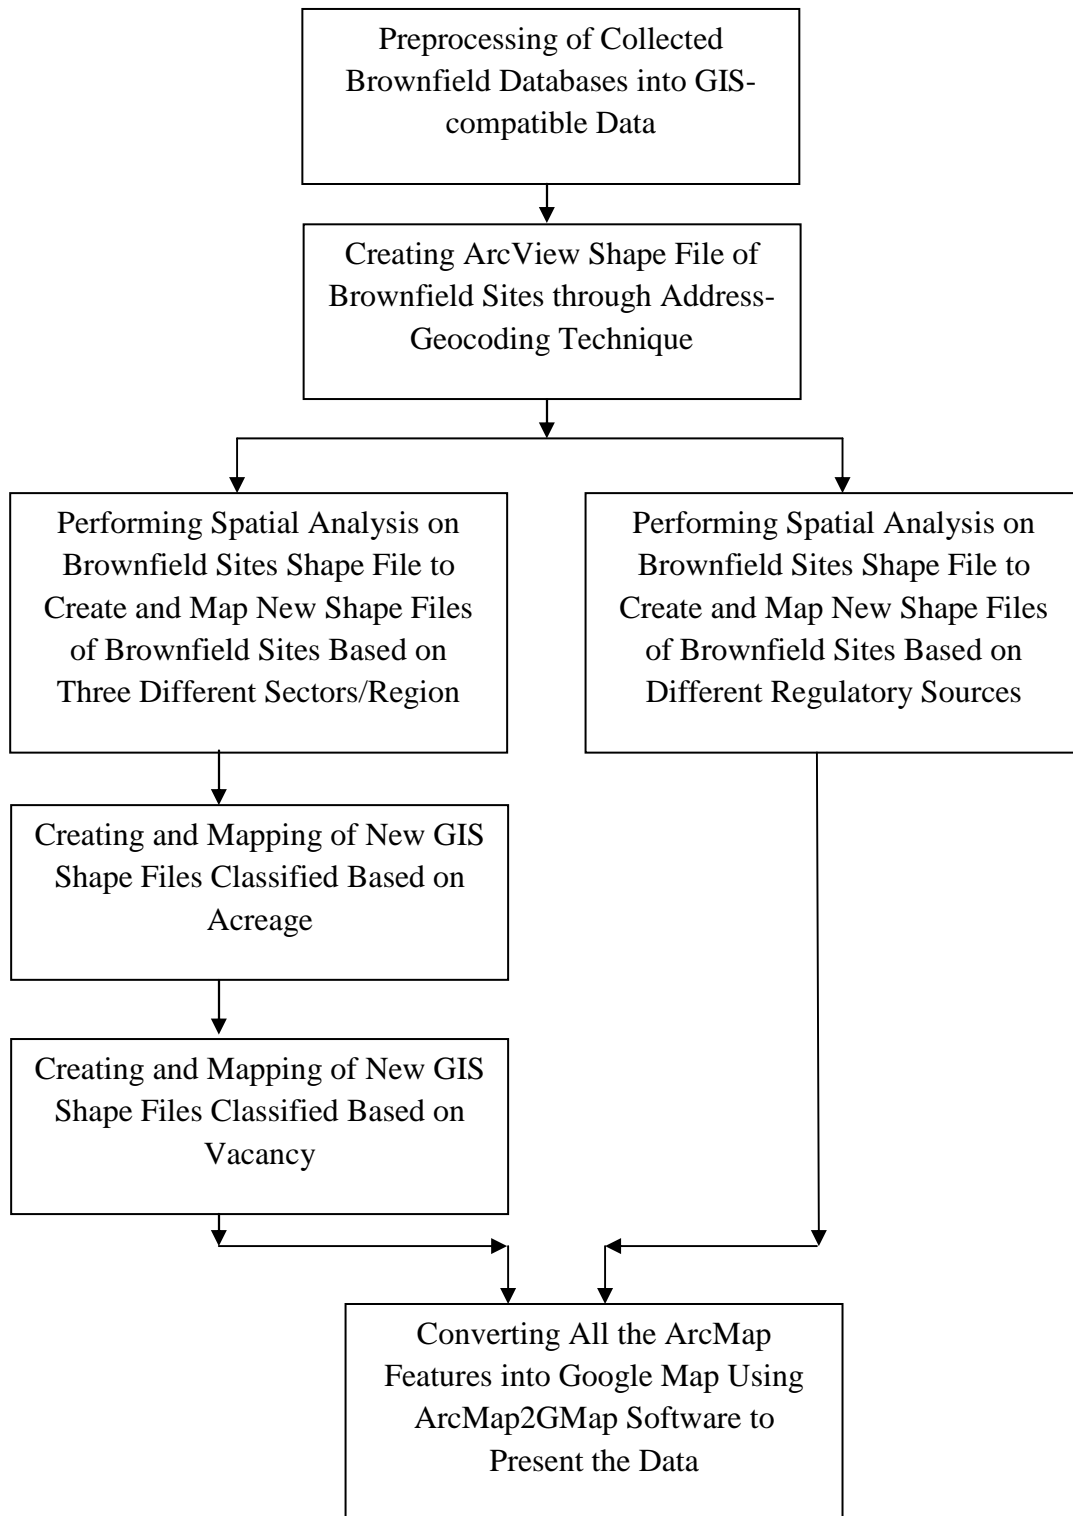 Preprocessing of Collected
Brownfield Databases into GIS-
compatible Data
Creating ArcView Shape File of
Brownfield Sites through Address-
Geocoding Technique
Performing Spatial Analysis on
Brownfield Sites Shape File to
Create and Map New Shape Files
of Brownfield Sites Based on
Three Different Sectors/Region
Performing Spatial Analysis on
Brownfield Sites Shape File to
Create and Map New Shape Files
of Brownfield Sites Based on
Different Regulatory Sources
Creating and Mapping of New GIS
Shape Files Classified Based on
Acreage
Creating and Mapping of New GIS
Shape Files Classified Based on
Vacancy
Converting All the ArcMap
Features into Google Map Using
ArcMap2GMap Software to
Present the Data